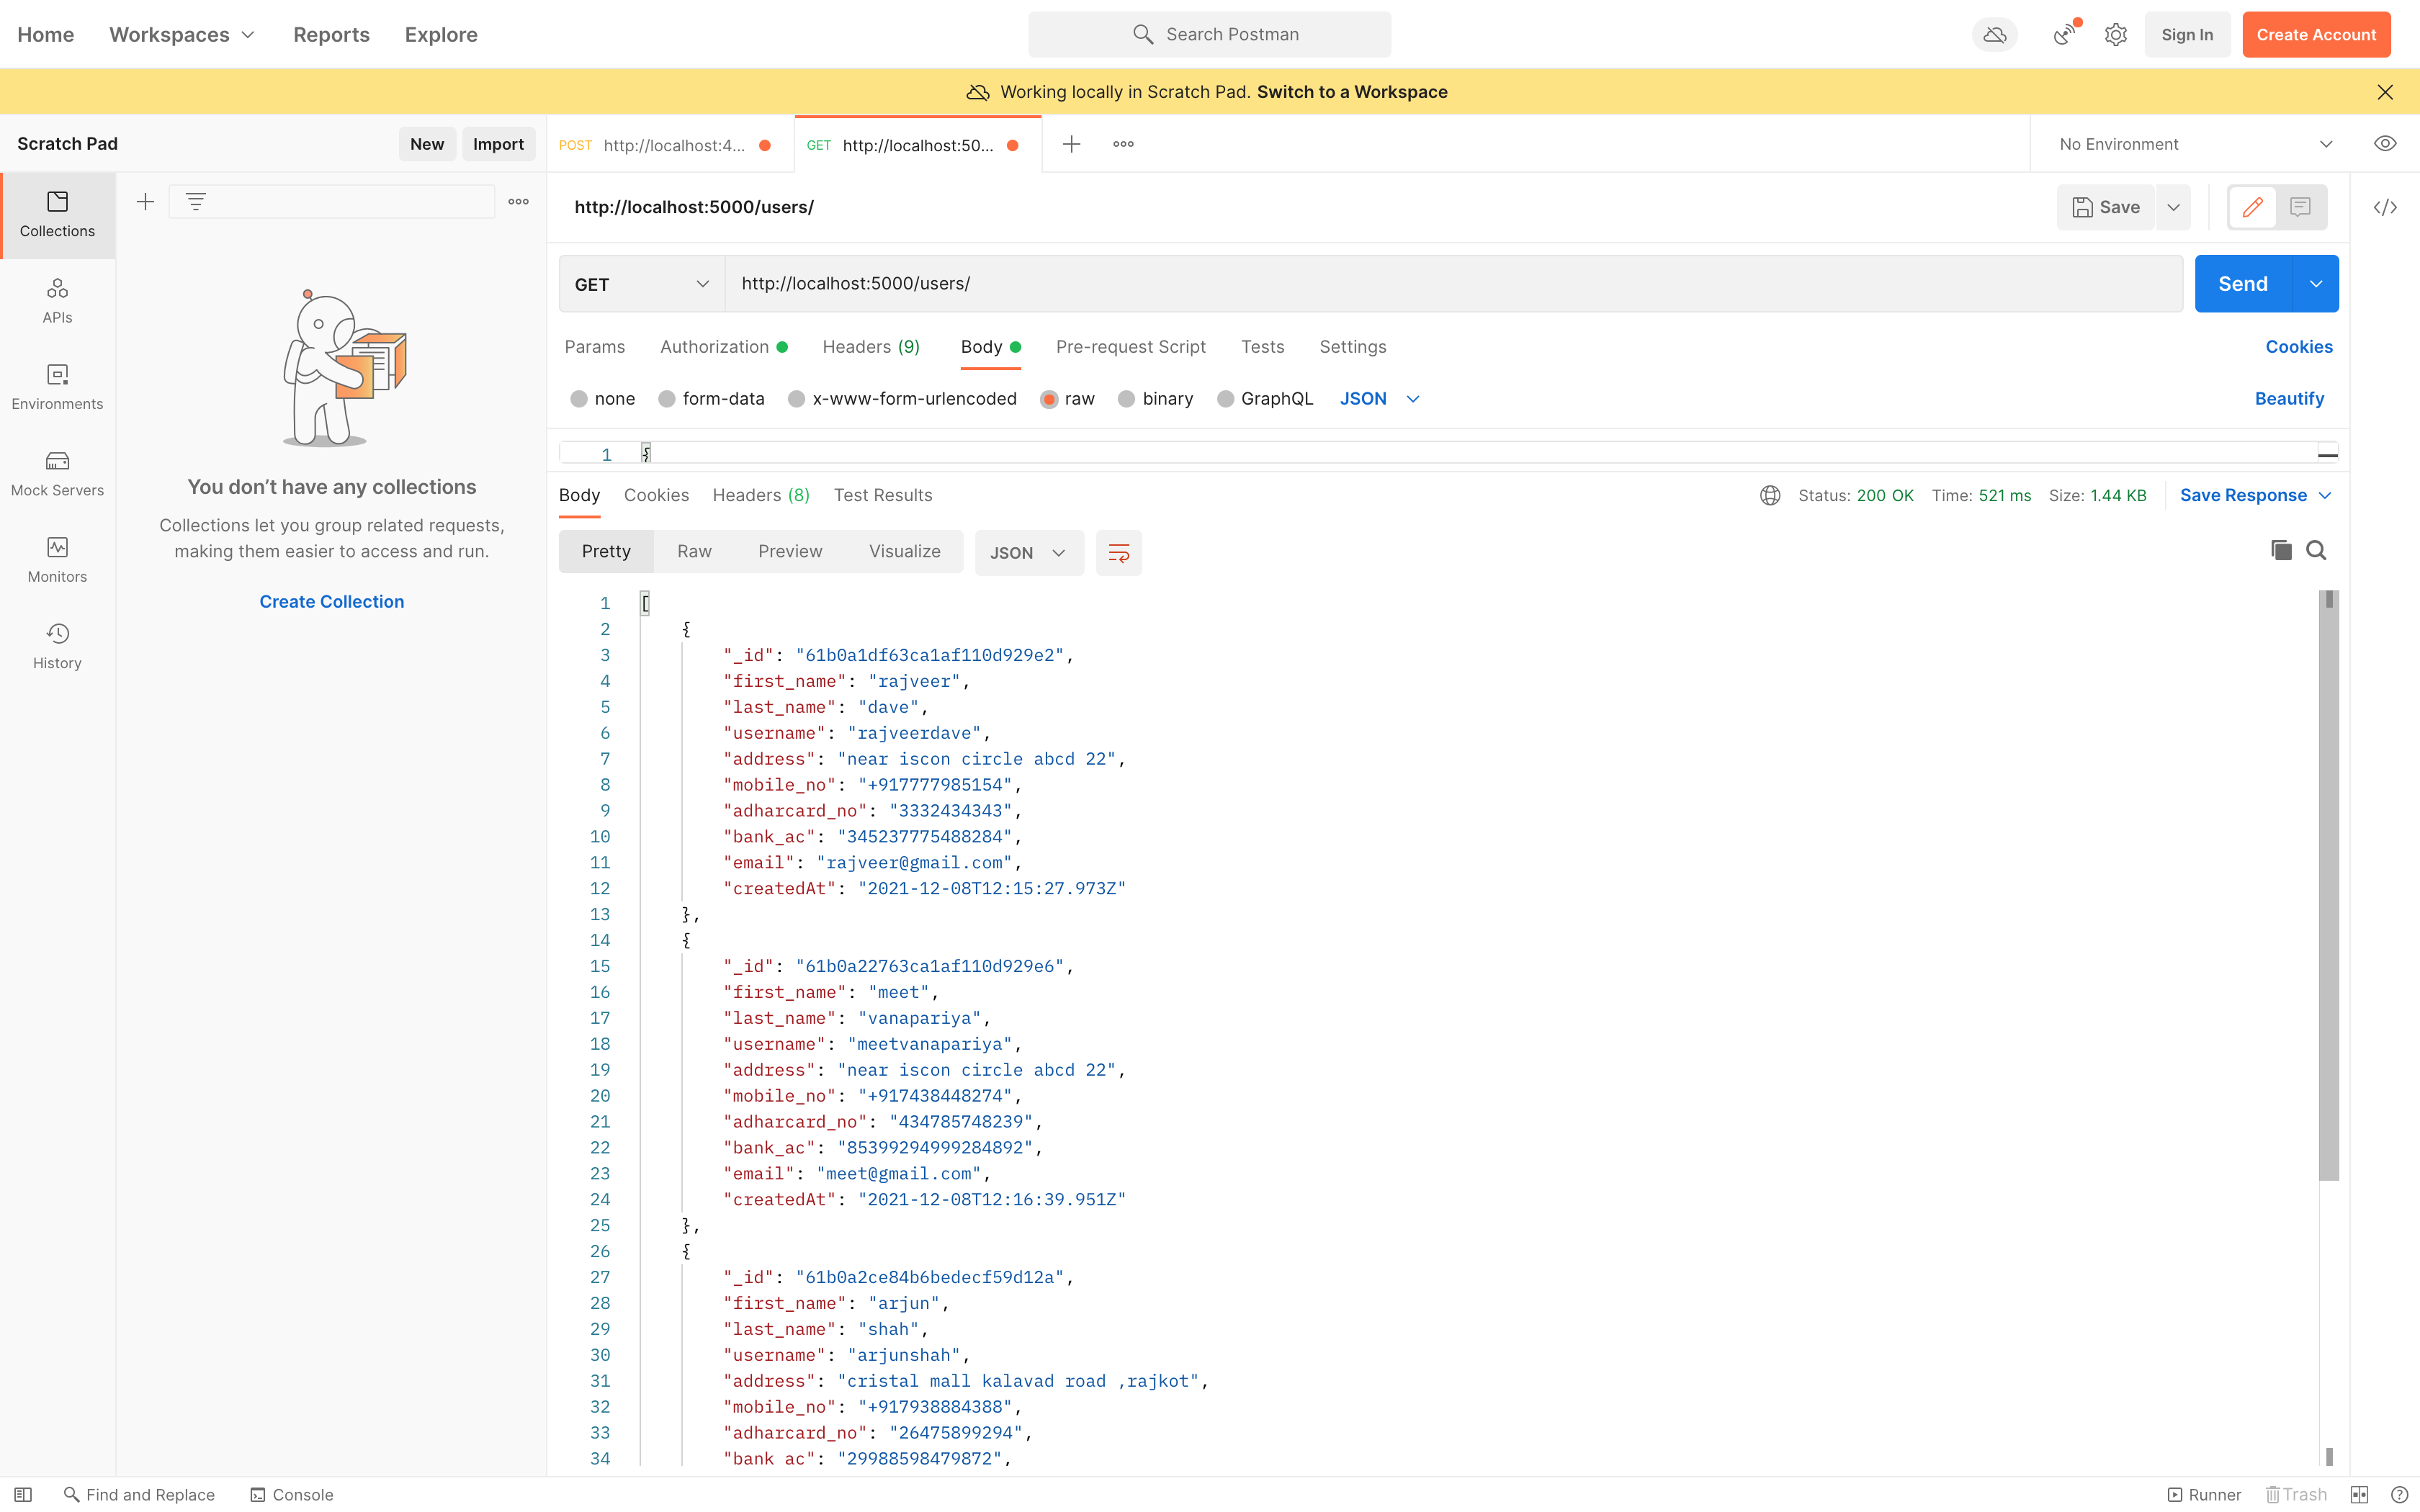 Home Workspaces Reports Explore Search Postman Sign In Create Account
Working locally in Scratch Pad. Switch to a Workspace
Scratch Pad New Import POST http://localhost:4... GET http://localhost:50... No Environment
Collections
http://localhost:5000/users/ Save
GET http://localhost:5000/users/ Send
APIs
Params Authorization Headers (9) Body Pre-request Script Tests Settings Cookies
Environments
none form-data x-www-form-urlencoded raw binary GraphQL JSON Beautify
1 {
Mock Servers
You don’t have any collections
Collections let you group related requests,
making them easier to access and run.
Create Collection
Monitors
History
Body Cookies Headers (8) Test Results Status: 200 OK Time: 521 ms Size: 1.44 KB Save Response
Pretty Raw Preview Visualize JSON
1 [
2 {
3 "_id": "61b0a1df63ca1af110d929e2",
4 "first_name": "rajveer",
5 "last_name": "dave",
6 "username": "rajveerdave",
7 "address": "near iscon circle abcd 22",
8 "mobile_no": "+917777985154",
9 "adharcard_no": "3332434343",
10 "bank_ac": "345237775488284",
11 "email": "rajveer@gmail.com",
12 "createdAt": "2021-12-08T12:15:27.973Z"
13 },
14 {
15 "_id": "61b0a22763ca1af110d929e6",
16 "first_name": "meet",
17 "last_name": "vanapariya",
18 "username": "meetvanapariya",
19 "address": "near iscon circle abcd 22",
20 "mobile_no": "+917438448274",
21 "adharcard_no": "434785748239",
22 "bank_ac": "85399294999284892",
23 "email": "meet@gmail.com",
24 "createdAt": "2021-12-08T12:16:39.951Z"
25 },
26 {
27 "_id": "61b0a2ce84b6bedecf59d12a",
28 "first_name": "arjun",
29 "last_name": "shah",
30 "username": "arjunshah",
31 "address": "cristal mall kalavad road ,rajkot",
32 "mobile_no": "+917938884388",
33 "adharcard_no": "26475899294",
34 "bank_ac": "29988598479872",
Find and Replace Console Runner Trash